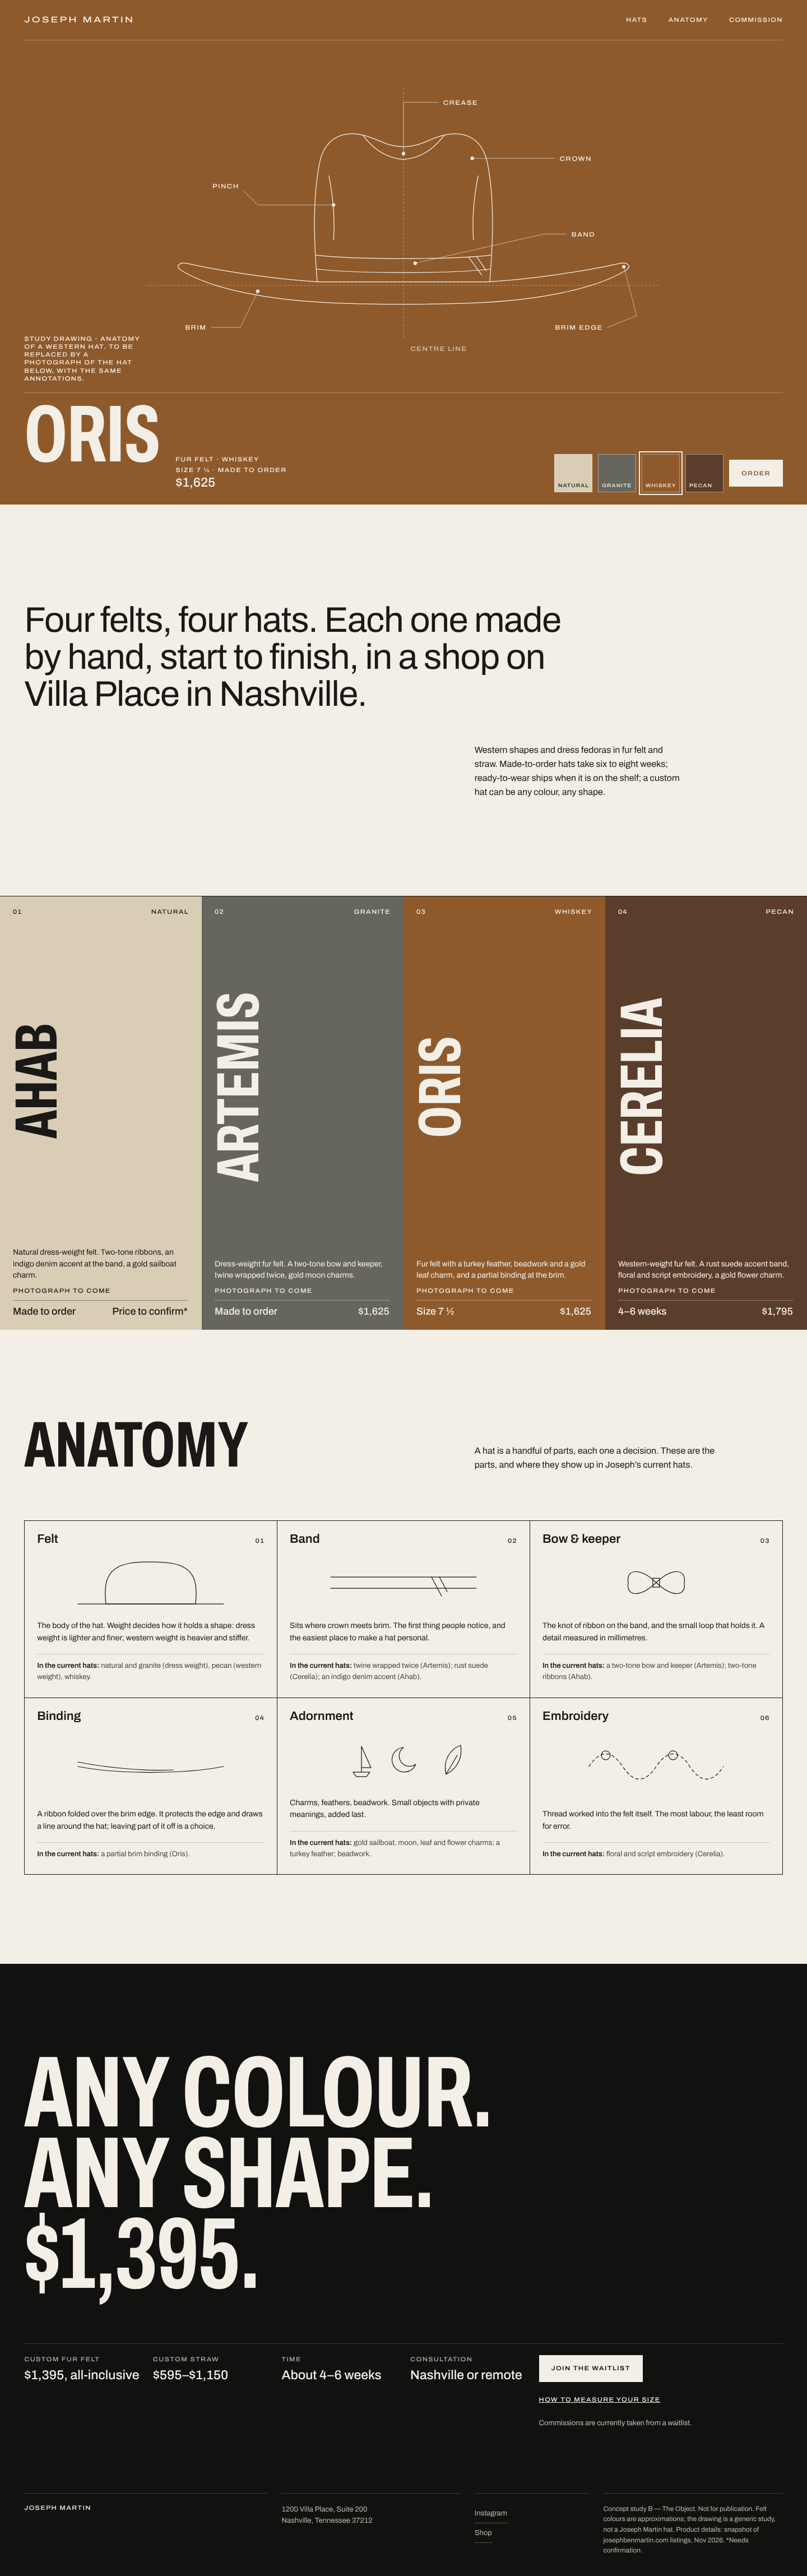 JOSEPH MARTIN
HATS
ANATOMY
COMMISSION
CREASE
CROWN
PINCH
BAND
BRIM
BRIM EDGE
CENTRE LINE
STUDY DRAWING · ANATOMY
OF A WESTERN HAT. TO BE
REPLACED BY A
PHOTOGRAPH OF THE HAT
BELOW, WITH THE SAME
ANNOTATIONS.
ORIS
FUR FELT · WHISKEY
SIZE 7 ½ · MADE TO ORDER
$1,625
NATURAL
GRANITE
WHISKEY
PECAN
ORDER
Four felts, four hats. Each one made
by hand, start to finish, in a shop on
Villa Place in Nashville.
Western shapes and dress fedoras in fur felt and
straw. Made-to-order hats take six to eight weeks;
ready-to-wear ships when it is on the shelf; a custom
hat can be any colour, any shape.
01
NATURAL
AHAB
Natural dress-weight felt. Two-tone ribbons, an
indigo denim accent at the band, a gold sailboat
charm.
PHOTOGRAPH TO COME
Made to order
Price to confirm*
02
GRANITE
ARTEMIS
Dress-weight fur felt. A two-tone bow and keeper,
twine wrapped twice, gold moon charms.
PHOTOGRAPH TO COME
Made to order
$1,625
03
WHISKEY
ORIS
Fur felt with a turkey feather, beadwork and a gold
leaf charm, and a partial binding at the brim.
PHOTOGRAPH TO COME
Size 7 ½
$1,625
04
PECAN
CERELIA
Western-weight fur felt. A rust suede accent band,
floral and script embroidery, a gold flower charm.
PHOTOGRAPH TO COME
4–6 weeks
$1,795
ANATOMY
A hat is a handful of parts, each one a decision. These are the
parts, and where they show up in Joseph's current hats.
Felt
01
The body of the hat. Weight decides how it holds a shape: dress
weight is lighter and finer; western weight is heavier and stiffer.
In the current hats: natural and granite (dress weight), pecan (western
weight), whiskey.
Band
02
Sits where crown meets brim. The first thing people notice, and
the easiest place to make a hat personal.
In the current hats: twine wrapped twice (Artemis); rust suede
(Cerelia); an indigo denim accent (Ahab).
Bow & keeper
03
The knot of ribbon on the band, and the small loop that holds it. A
detail measured in millimetres.
In the current hats: a two-tone bow and keeper (Artemis); two-tone
ribbons (Ahab).
Binding
04
A ribbon folded over the brim edge. It protects the edge and draws
a line around the hat; leaving part of it off is a choice.
In the current hats: a partial brim binding (Oris).
Adornment
05
Charms, feathers, beadwork. Small objects with private
meanings, added last.
In the current hats: gold sailboat, moon, leaf and flower charms; a
turkey feather; beadwork.
Embroidery
06
Thread worked into the felt itself. The most labour, the least room
for error.
In the current hats: floral and script embroidery (Cerelia).
ANY COLOUR.
ANY SHAPE.
$1,395.
CUSTOM FUR FELT
$1,395, all-inclusive
CUSTOM STRAW
$595–$1,150
TIME
About 4–6 weeks
CONSULTATION
Nashville or remote
JOIN THE WAITLIST
HOW TO MEASURE YOUR SIZE
Commissions are currently taken from a waitlist.
JOSEPH MARTIN
1200 Villa Place, Suite 200
Nashville, Tennessee 37212
Instagram
Shop
Concept study B — The Object. Not for publication. Felt
colours are approximations; the drawing is a generic study,
not a Joseph Martin hat. Product details: snapshot of
josephbenmartin.com listings, Nov 2026. *Needs
confirmation.